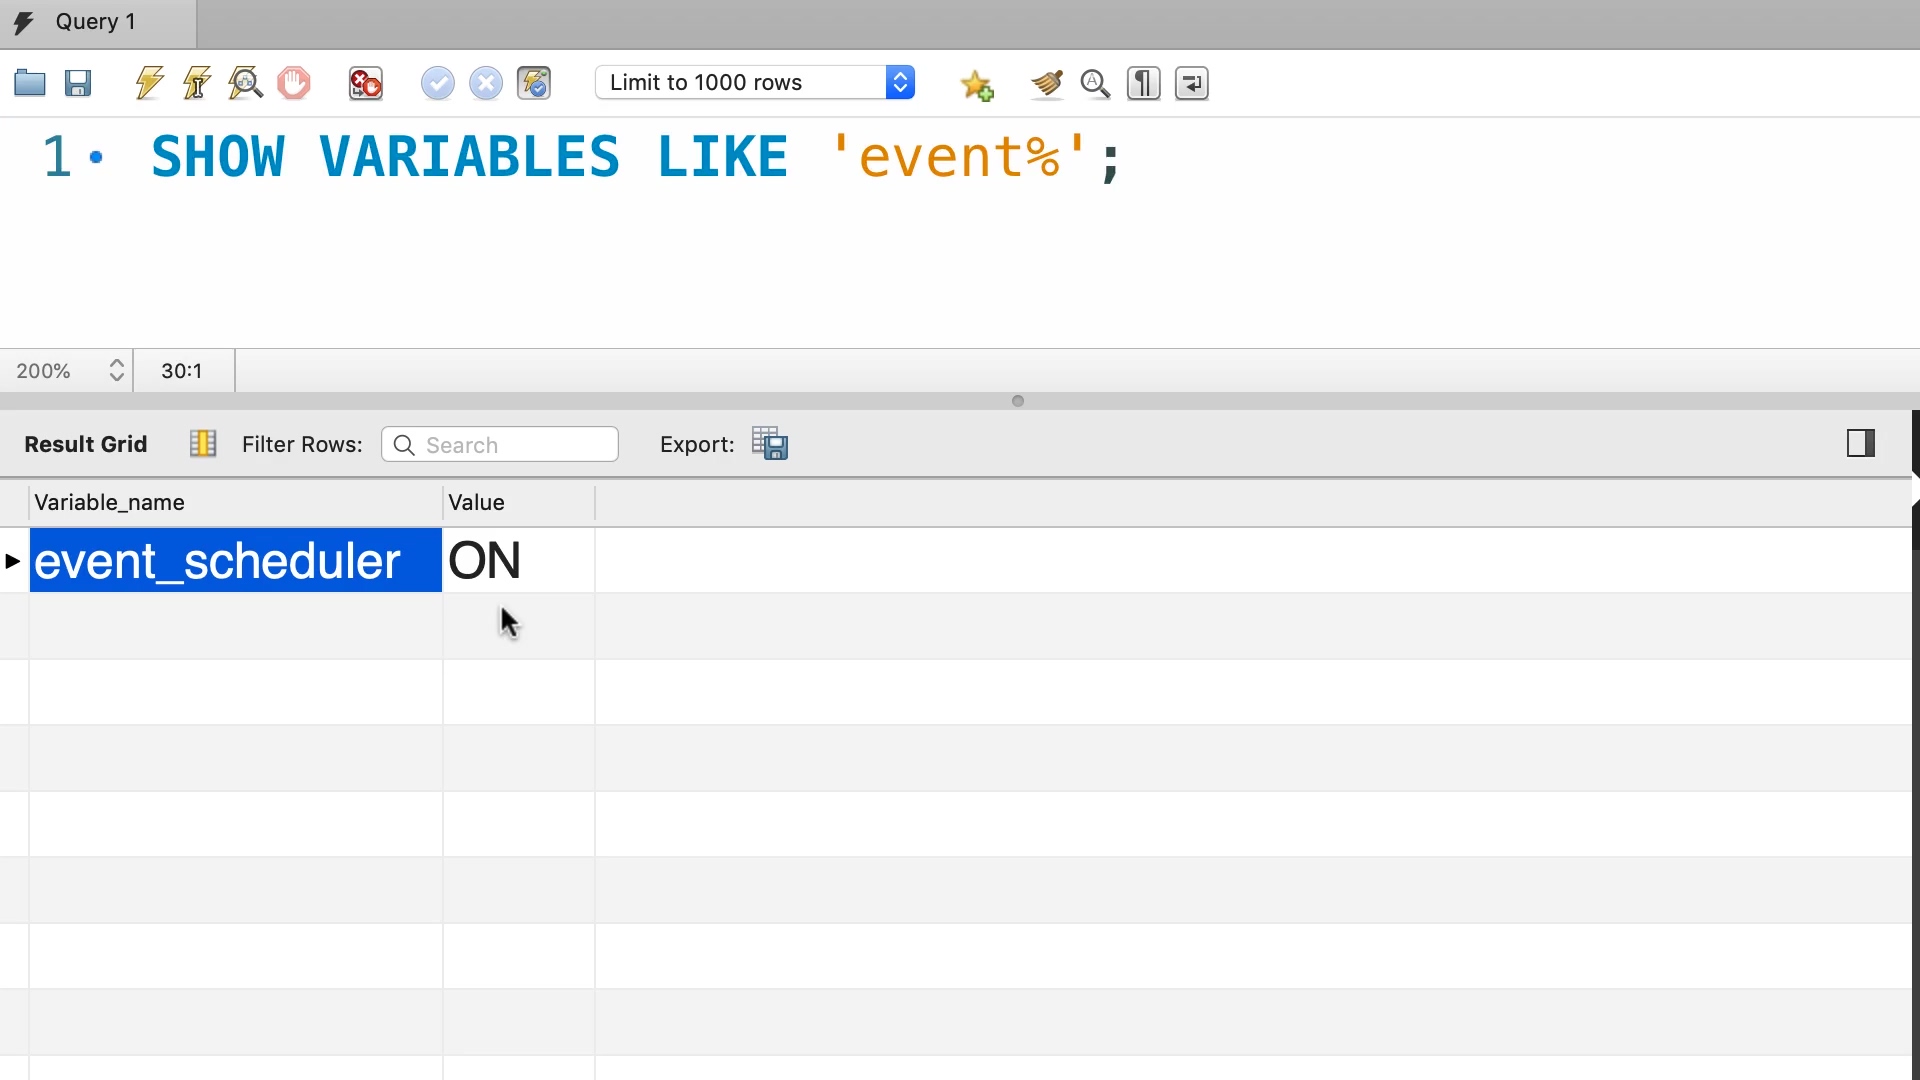 Query 1
Limit to 1000 rows
1 SHOW VARIABLES LIKE 'event%';
200% 30:1
Result Grid Filter Rows: Search Export:
Variable_name Value
event_scheduler ON